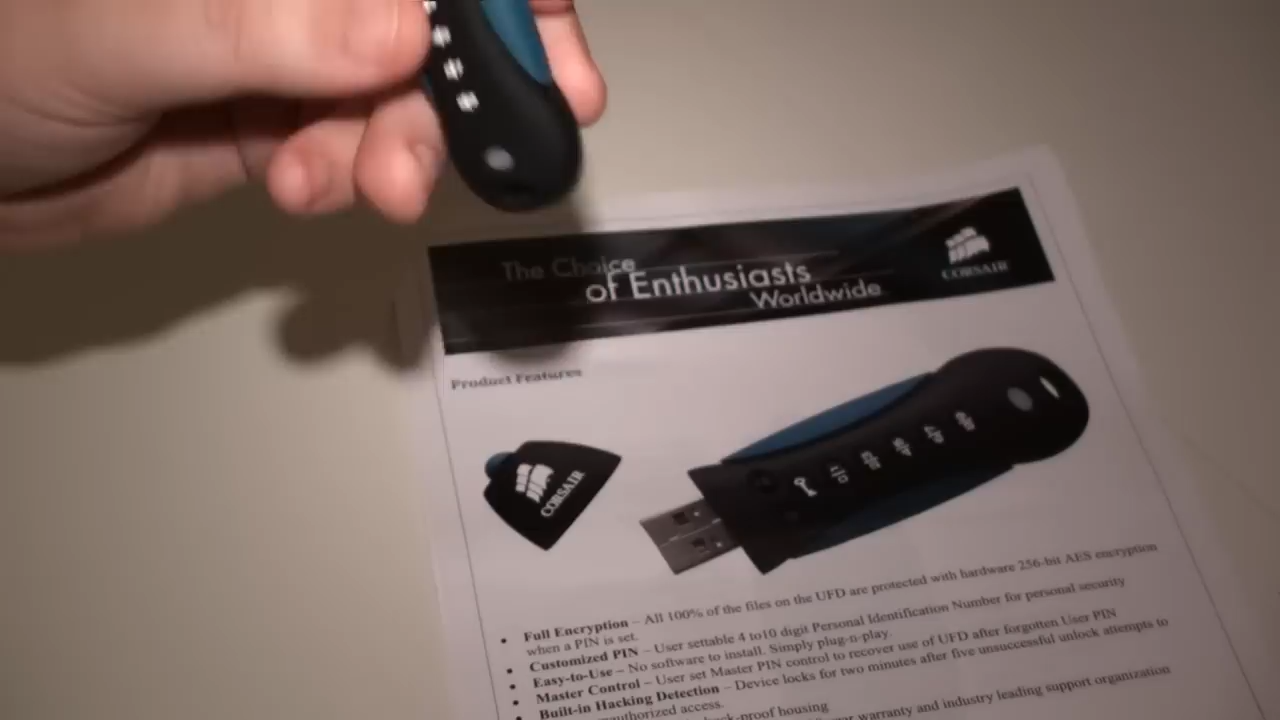 The Choice
of Enthusiasts
Worldwide
CORSAIR
Product Features
CORSAIR
• Full Encryption – All 100% of the files on the UFD are protected with hardware 256-bit AES encryption
when a PIN is set.
• Customized PIN – User settable 4 to10 digit Personal Identification Number for personal security
• Easy-to-Use – No software to install. Simply plug-n-play.
• Master Control – User set Master PIN control to recover use of UFD after forgotten User PIN
• Built-in Hacking Detection – Device locks for two minutes after five unsuccessful unlock attempts to
access.
housing
warranty and industry leading support organization